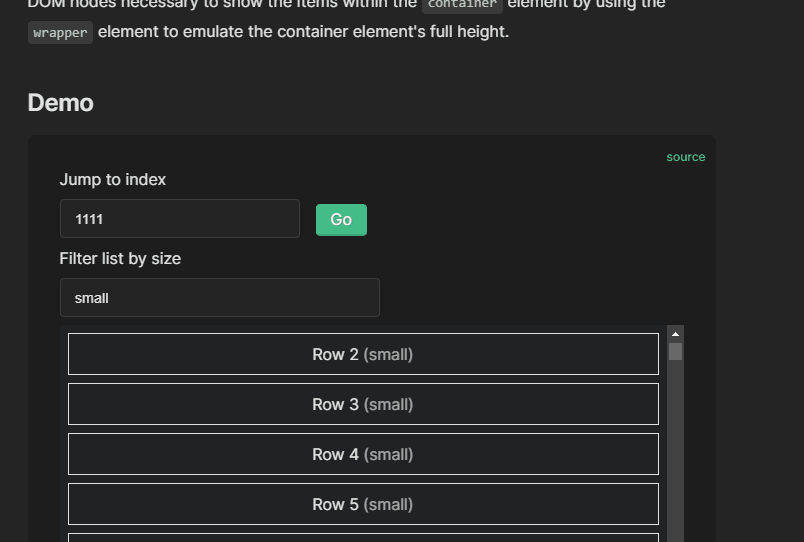 DOM nodes necessary to show the items within the container element by using the
wrapper element to emulate the container element's full height.
Demo
source
Jump to index
1111
Go
Filter list by size
small
Row 2 (small)
Row 3 (small)
Row 4 (small)
Row 5 (small)